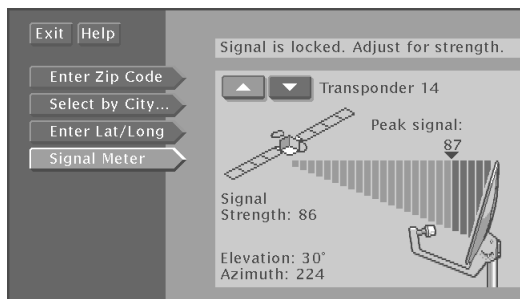 Exit Help
Signal is locked. Adjust for strength.
Enter Zip Code
Select by City...
Enter Lat/Long
Signal Meter
Transponder 14
Peak signal:
87
Signal
Strength: 86
Elevation: 30°
Azimuth: 224